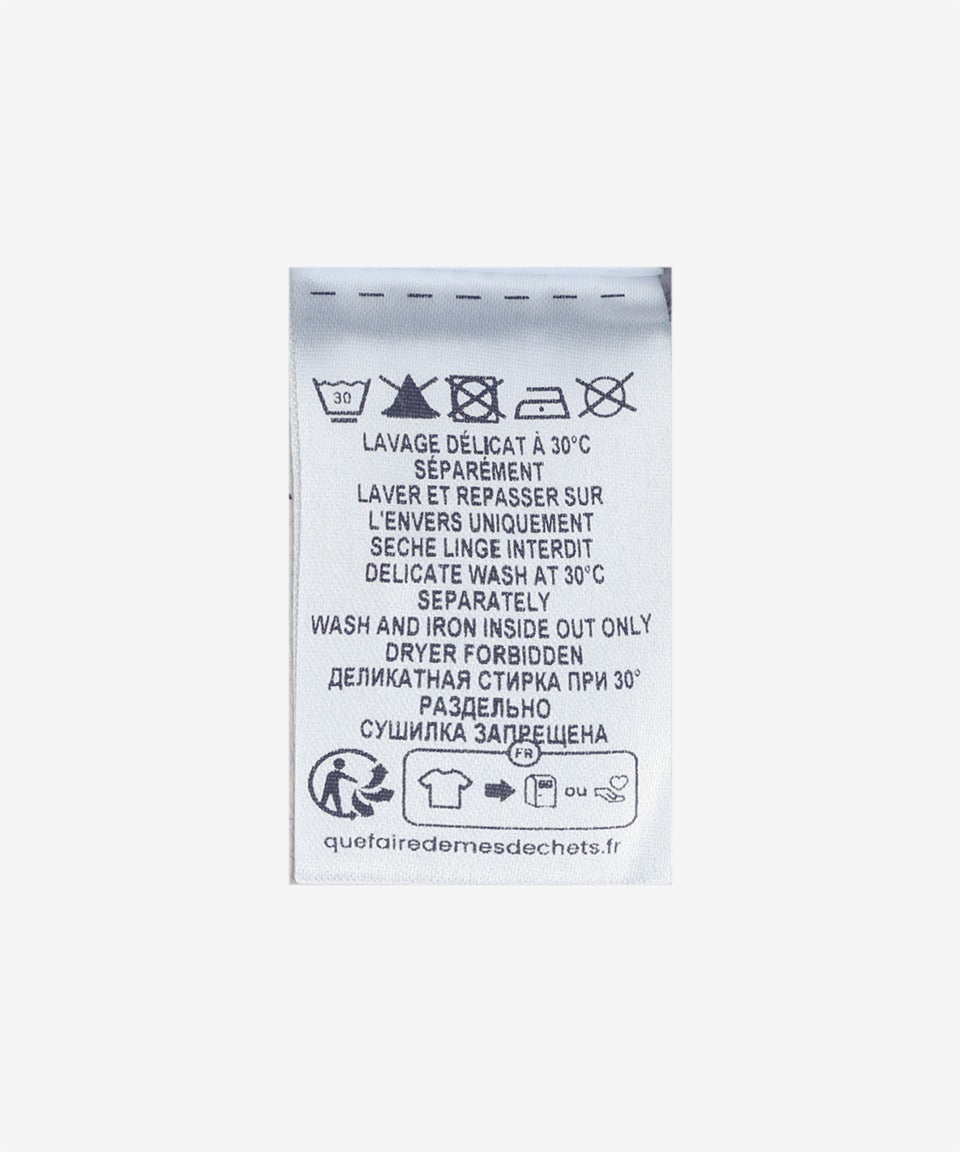 30
LAVAGE DÉLICAT À 30°C
SÉPARÉMENT
LAVER ET REPASSER SUR
L'ENVERS UNIQUEMENT
SECHE LINGE INTERDIT
DELICATE WASH AT 30°C
SEPARATELY
WASH AND IRON INSIDE OUT ONLY
DRYER FORBIDDEN
ДЕЛИКАТНАЯ СТИРКА ПРИ 30°
РАЗДЕЛЬНО
СУШИЛКА ЗАПРЕЩЕНА
FR
ou
quefairedemesdechets.fr